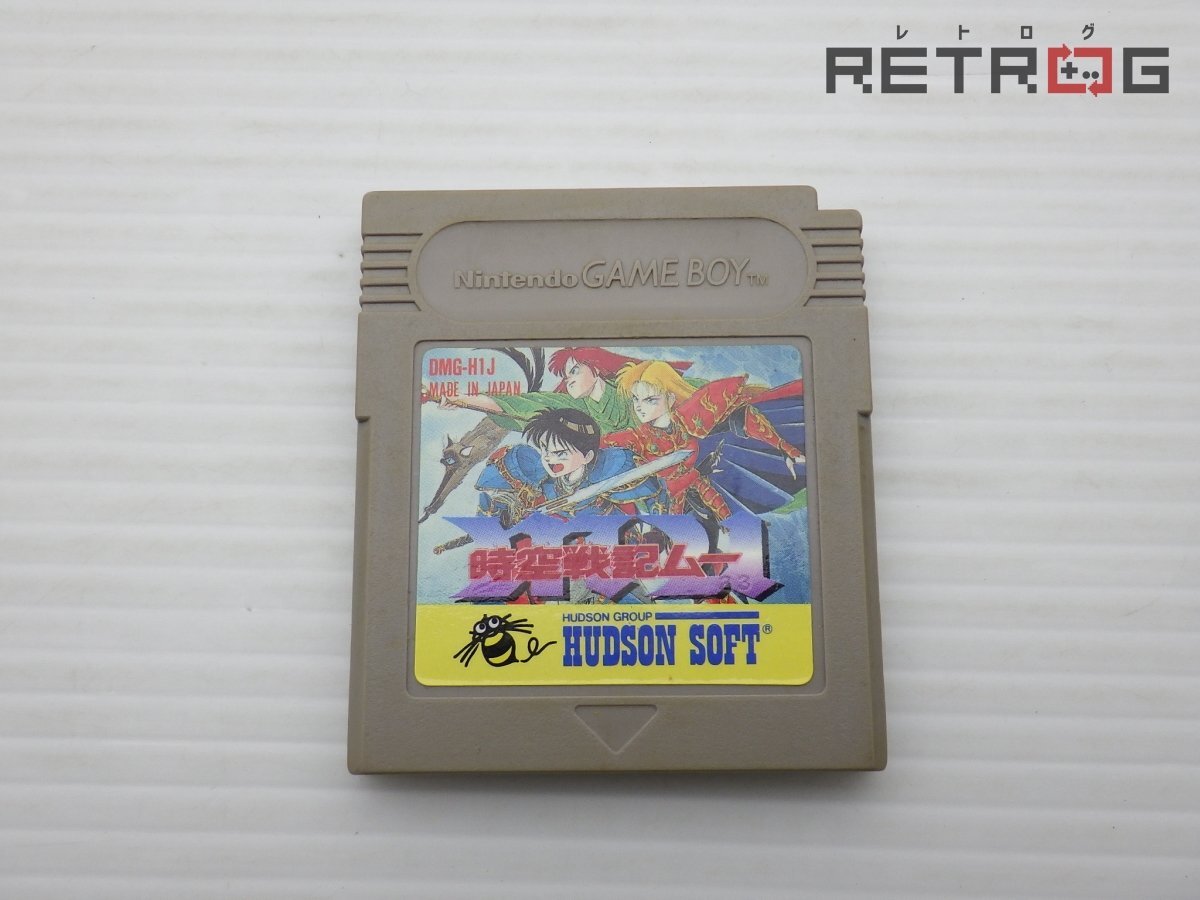 レトログ
RETROG
Nintendo GAME BOY TM
DMG-H1J
MADE IN JAPAN
時空戦記ムー
33
HUDSON GROUP
HUDSON SOFT®